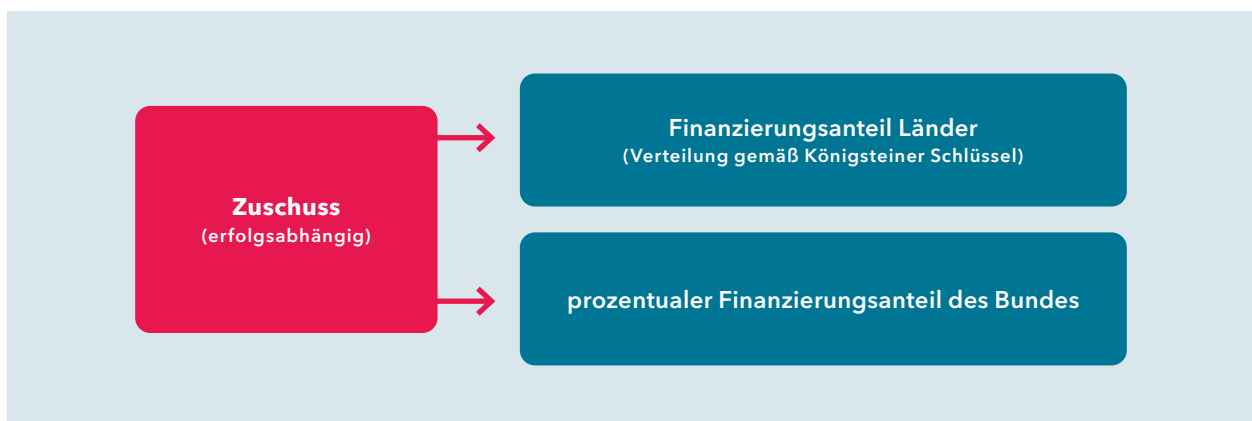 Zuschuss
(erfolgsabhängig)
Finanzierungsanteil Länder
(Verteilung gemäß Königsteiner Schlüssel)
prozentualer Finanzierungsanteil des Bundes